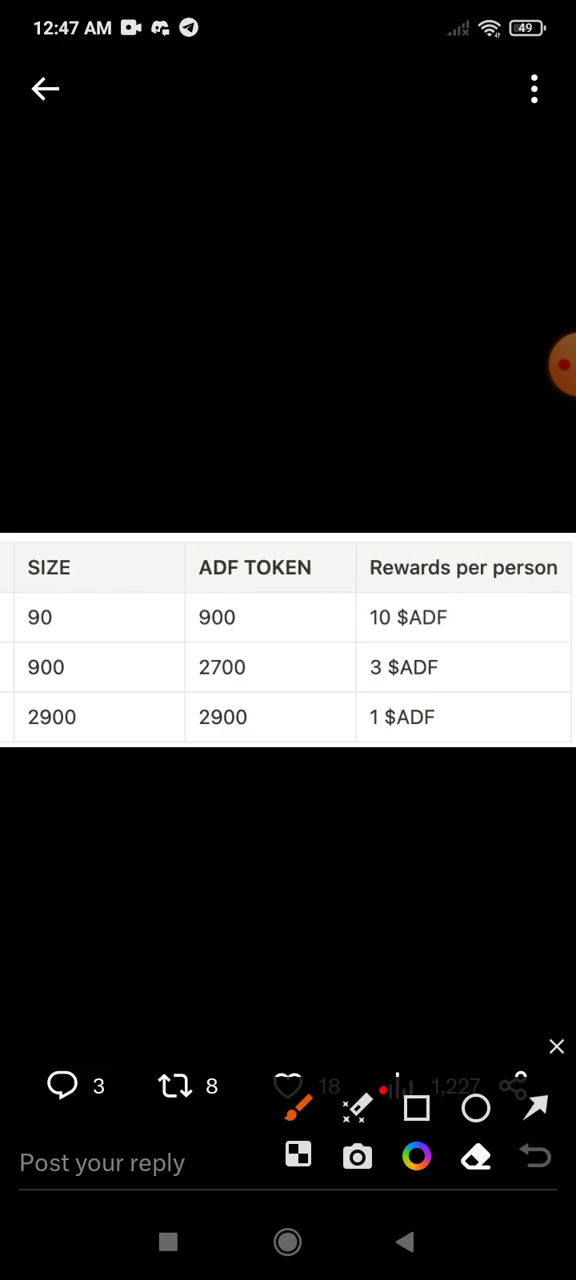 12:47 AM 49
SIZE ADF TOKEN Rewards per person
90 900 10 $ADF
900 2700 3 $ADF
2900 2900 1 $ADF
3 8 18 1,227
Post your reply